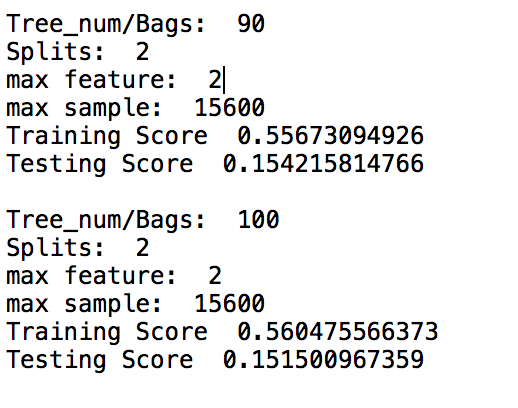 Tree_num/Bags:  90
Splits:  2
max feature:  2
max sample:  15600
Training Score  0.55673094926
Testing Score  0.154215814766

Tree_num/Bags:  100
Splits:  2
max feature:  2
max sample:  15600
Training Score  0.560475566373
Testing Score  0.151500967359